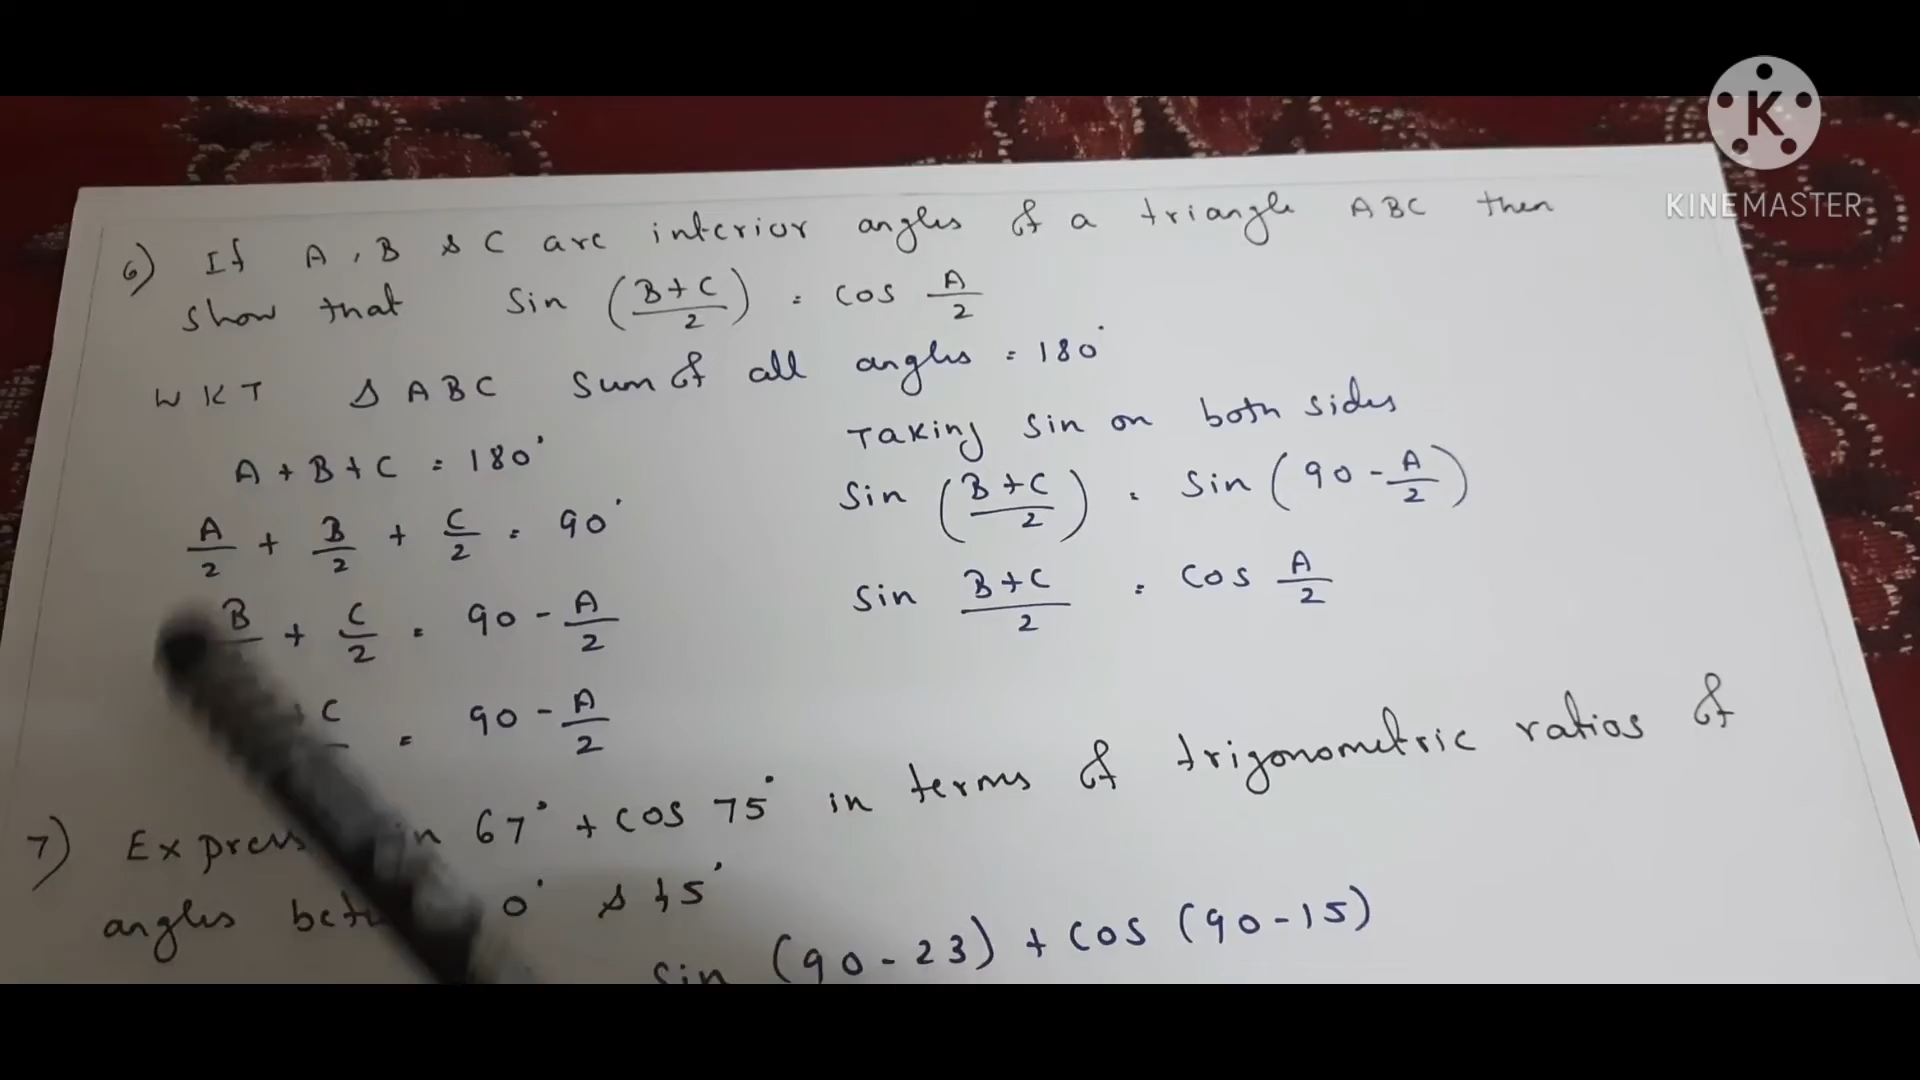 K
KINEMASTER
6) If A, B & C are interior angles of a triangle ABC then
show that Sin (B+C/2) = cos A/2
WKT Δ ABC Sum of all angles = 180°
A + B + C = 180°
A/2 + B/2 + C/2 = 90°
B + C/2 = 90 - A/2
C = 90 - A/2
Taking Sin on both sides
Sin (B+C/2) = Sin (90 - A/2)
Sin B+C/2 = Cos A/2
7) Express in 67° + cos 75° in terms of trigonometric ratios of
angles 0° & 45°
Sin (90 - 23) + cos (90 - 15)